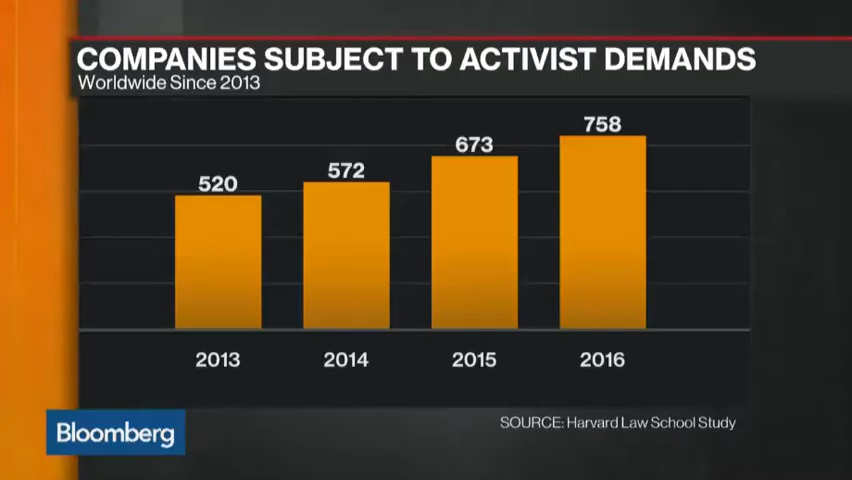 COMPANIES SUBJECT TO ACTIVIST DEMANDS
Worldwide Since 2013
520
572
673
758
2013
2014
2015
2016
SOURCE: Harvard Law School Study
Bloomberg